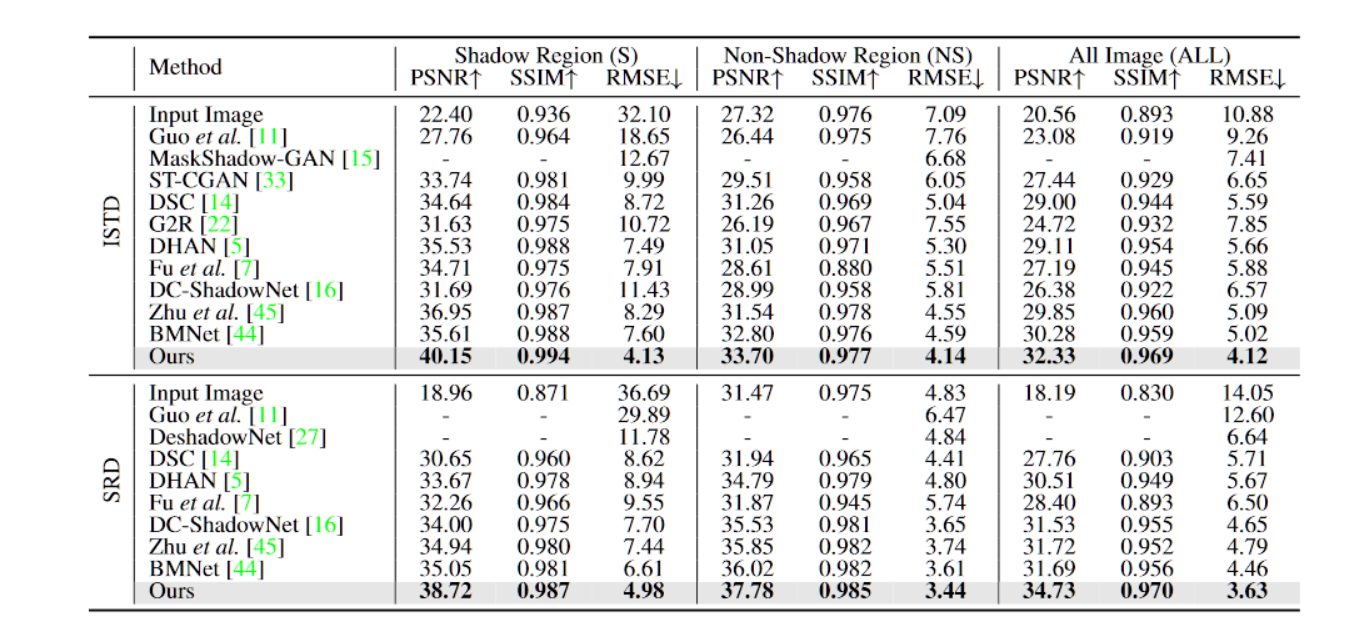 Method Shadow Region (S) Non-Shadow Region (NS) All Image (ALL)
PSNR↑ SSIM↑ RMSE↓ PSNR↑ SSIM↑ RMSE↓ PSNR↑ SSIM↑ RMSE↓
ISTD
Input Image 22.40 0.936 32.10 27.32 0.976 7.09 20.56 0.893 10.88
Guo et al. [11] 27.76 0.964 18.65 26.44 0.975 7.76 23.08 0.919 9.26
MaskShadow-GAN [15] - - 12.67 - - 6.68 - - 7.41
ST-CGAN [33] 33.74 0.981 9.99 29.51 0.958 6.05 27.44 0.929 6.65
DSC [14] 34.64 0.984 8.72 31.26 0.969 5.04 29.00 0.944 5.59
G2R [22] 31.63 0.975 10.72 26.19 0.967 7.55 24.72 0.932 7.85
DHAN [5] 35.53 0.988 7.49 31.05 0.971 5.30 29.11 0.954 5.66
Fu et al. [7] 34.71 0.975 7.91 28.61 0.880 5.51 27.19 0.945 5.88
DC-ShadowNet [16] 31.69 0.976 11.43 28.99 0.958 5.81 26.38 0.922 6.57
Zhu et al. [45] 36.95 0.987 8.29 31.54 0.978 4.55 29.85 0.960 5.09
BMNet [44] 35.61 0.988 7.60 32.80 0.976 4.59 30.28 0.959 5.02
Ours 40.15 0.994 4.13 33.70 0.977 4.14 32.33 0.969 4.12
SRD
Input Image 18.96 0.871 36.69 31.47 0.975 4.83 18.19 0.830 14.05
Guo et al. [11] - - 29.89 - - 6.47 - - 12.60
DeshadowNet [27] - - 11.78 - - 4.84 - - 6.64
DSC [14] 30.65 0.960 8.62 31.94 0.965 4.41 27.76 0.903 5.71
DHAN [5] 33.67 0.978 8.94 34.79 0.979 4.80 30.51 0.949 5.67
Fu et al. [7] 32.26 0.966 9.55 31.87 0.945 5.74 28.40 0.893 6.50
DC-ShadowNet [16] 34.00 0.975 7.70 35.53 0.981 3.65 31.53 0.955 4.65
Zhu et al. [45] 34.94 0.980 7.44 35.85 0.982 3.74 31.72 0.952 4.79
BMNet [44] 35.05 0.981 6.61 36.02 0.982 3.61 31.69 0.956 4.46
Ours 38.72 0.987 4.98 37.78 0.985 3.44 34.73 0.970 3.63